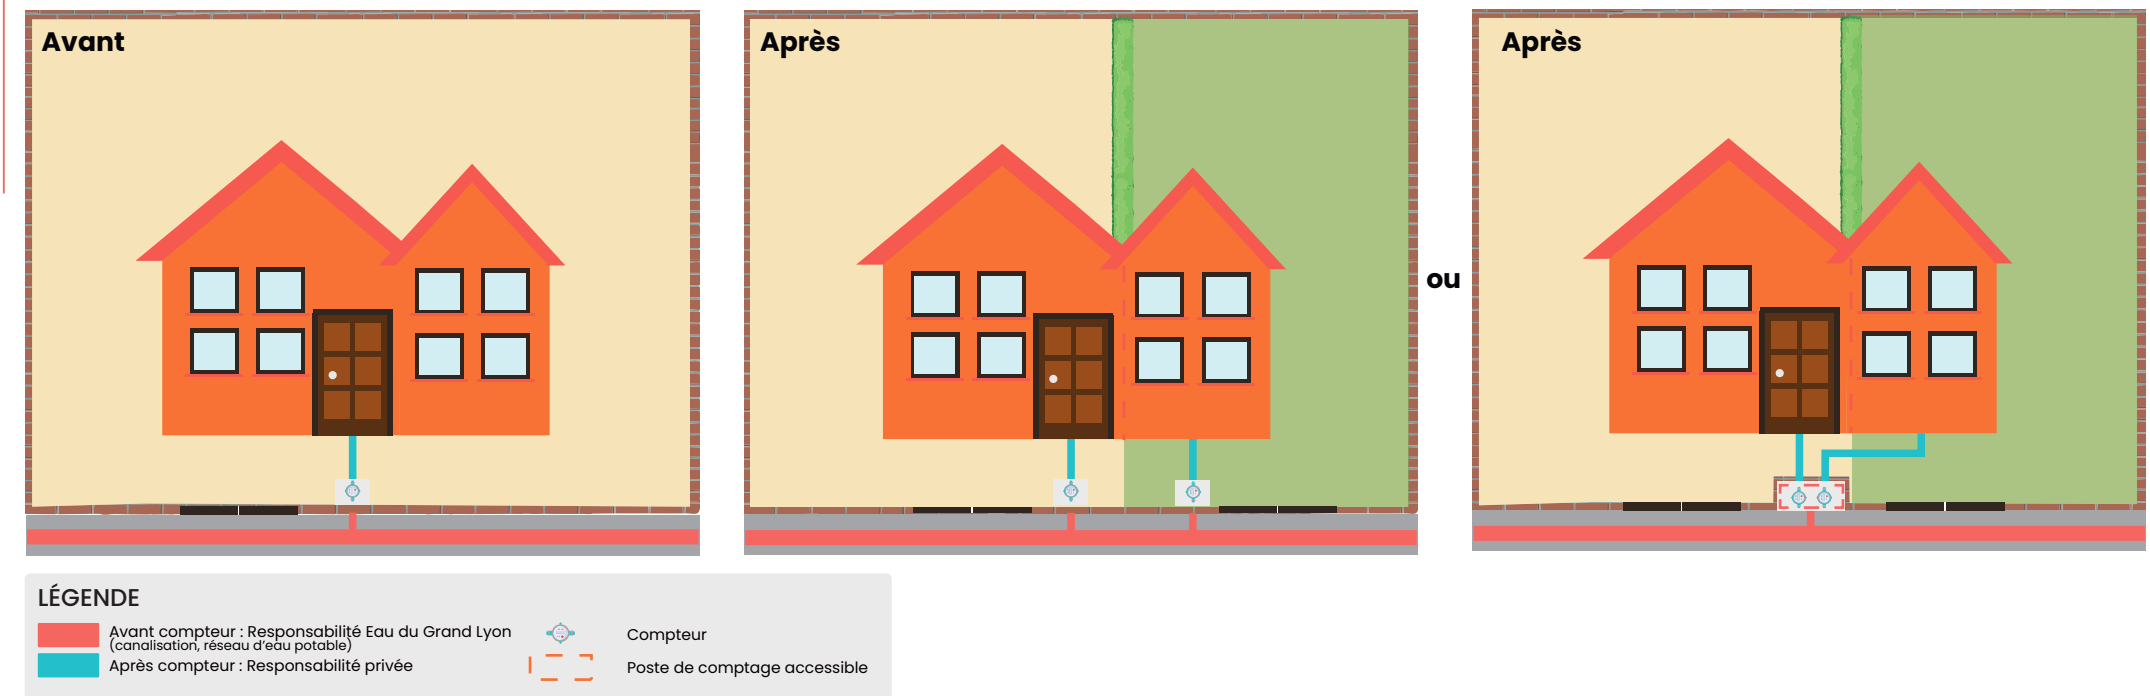 Avant
Après
ou
Après
LÉGENDE
Avant compteur : Responsabilité Eau du Grand Lyon
(canalisation, réseau d'eau potable)
Après compteur : Responsabilité privée
Compteur
Poste de comptage accessible